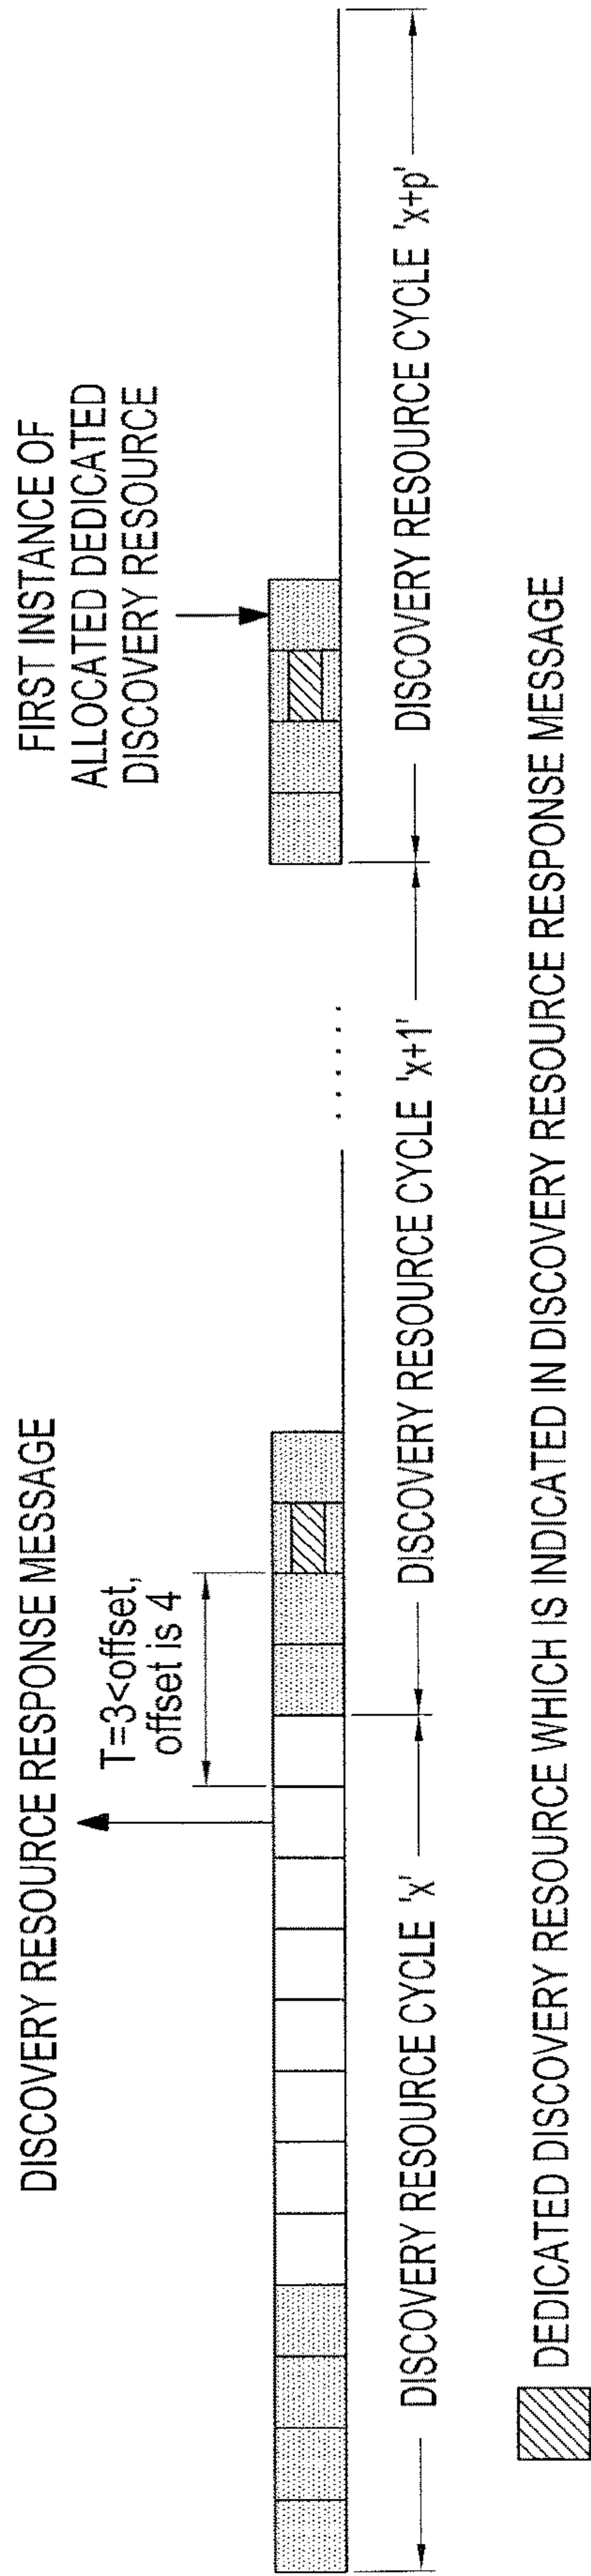 DISCOVERY RESOURCE RESPONSE MESSAGE
FIRST INSTANCE OF
ALLOCATED DEDICATED
DISCOVERY RESOURCE
T=3<offset,
offset is 4
DISCOVERY RESOURCE CYCLE 'x'
DISCOVERY RESOURCE CYCLE 'x+1'
DISCOVERY RESOURCE CYCLE 'x+p'
DEDICATED DISCOVERY RESOURCE WHICH IS INDICATED IN DISCOVERY RESOURCE RESPONSE MESSAGE